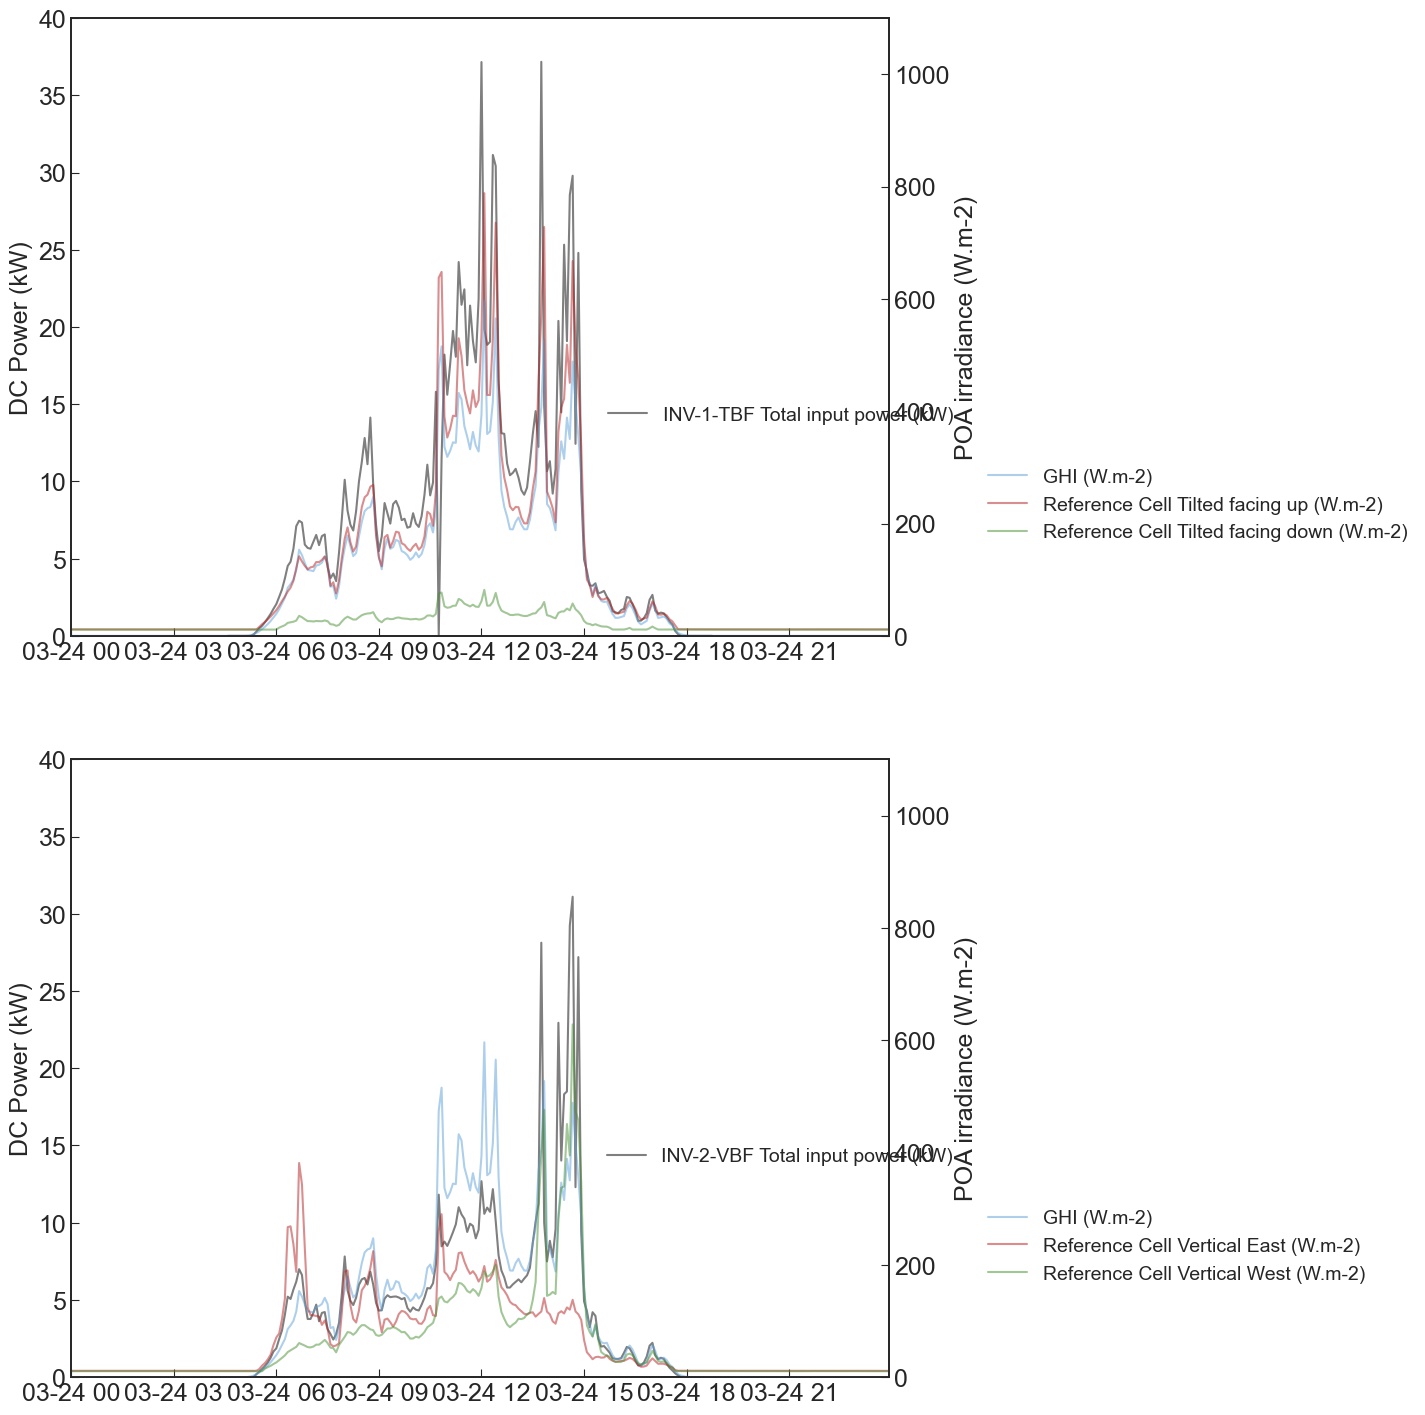 40
35
30
25
20
15
10
5
0
DC Power (kW)
1000
800
600
400
200
0
POA irradiance (W.m-2)
INV-1-TBF Total input power (kW)
GHI (W.m-2)
Reference Cell Tilted facing up (W.m-2)
Reference Cell Tilted facing down (W.m-2)
03-24 00 03-24 03 03-24 06 03-24 09 03-24 12 03-24 15 03-24 18 03-24 21
40
35
30
25
20
15
10
5
0
DC Power (kW)
1000
800
600
400
200
0
POA irradiance (W.m-2)
INV-2-VBF Total input power (kW)
GHI (W.m-2)
Reference Cell Vertical East (W.m-2)
Reference Cell Vertical West (W.m-2)
03-24 00 03-24 03 03-24 06 03-24 09 03-24 12 03-24 15 03-24 18 03-24 21